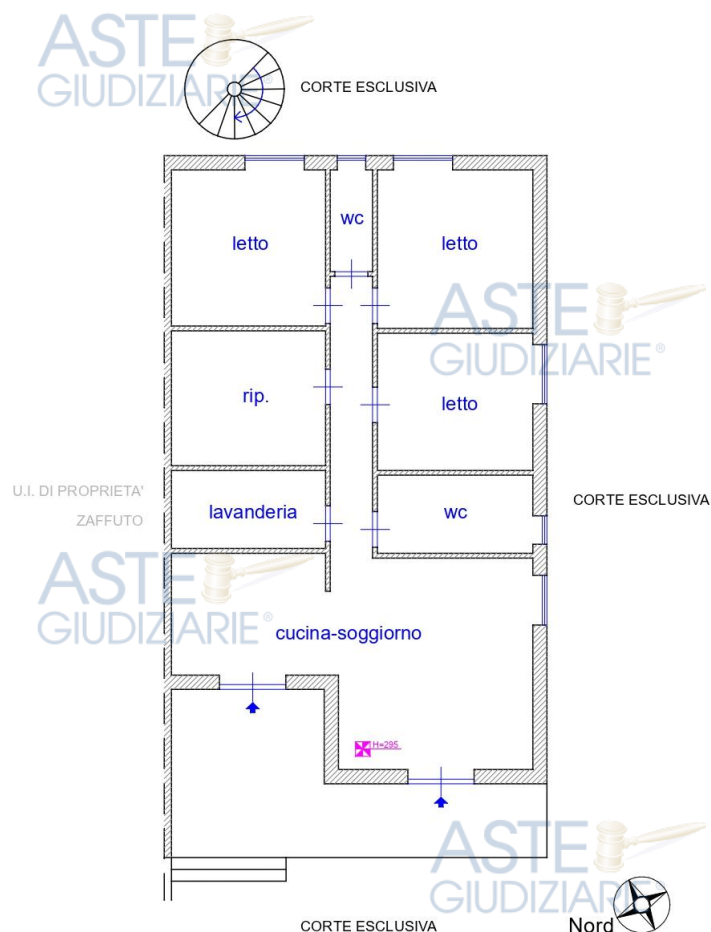 ASTE
GIUDIZIARIE®
CORTE ESCLUSIVA
wc
letto
letto
ASTE
GIUDIZIARIE®
rip.
letto
U.I. DI PROPRIETA'
ZAFFUTO
lavanderia
wc
CORTE ESCLUSIVA
ASTE
GIUDIZIARIE®
cucina-soggiorno
H=295
ASTE
GIUDIZIARIE®
CORTE ESCLUSIVA
Nord